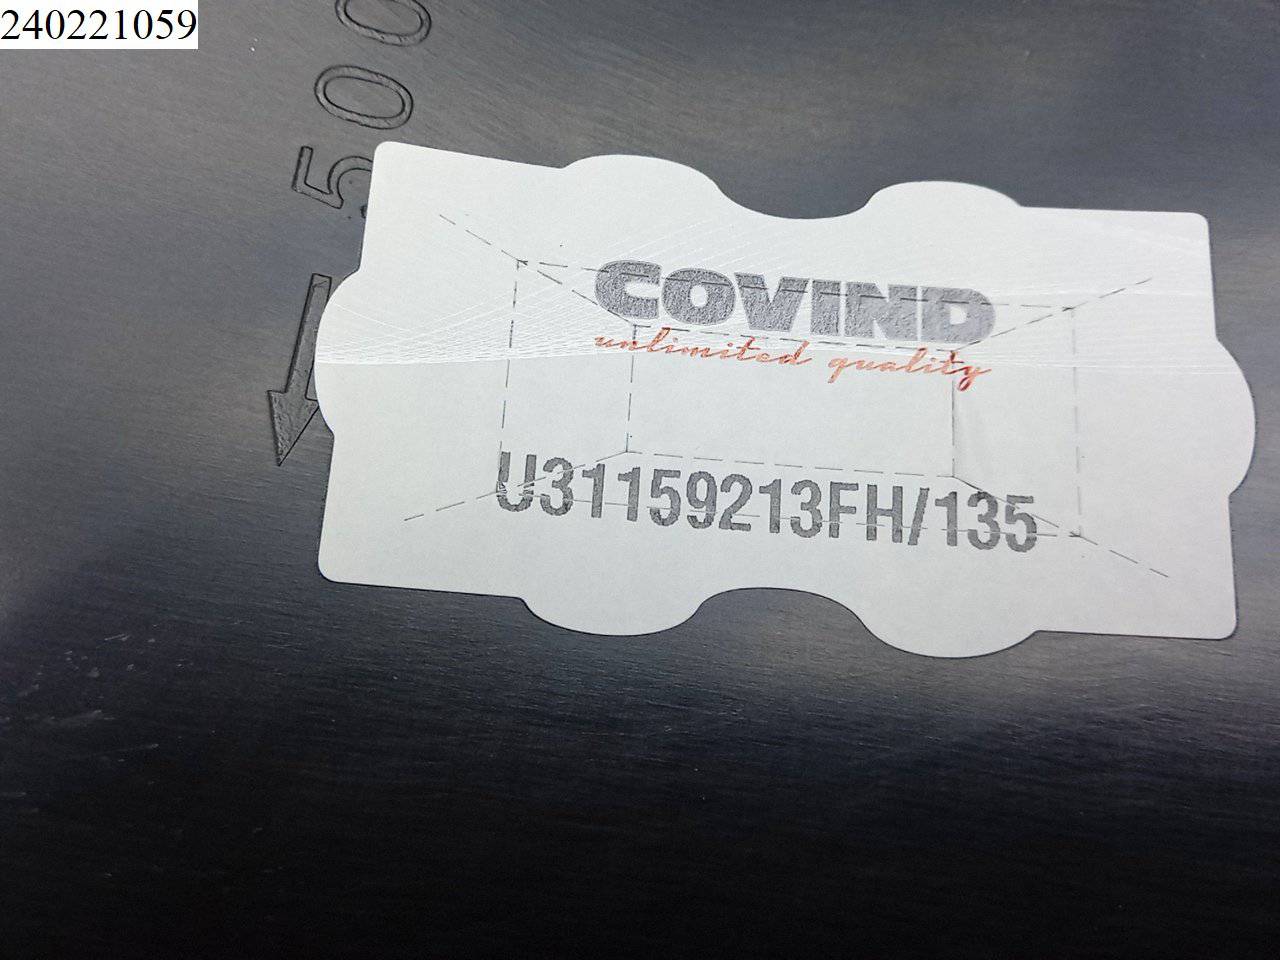 240221059
500
COVIND
unlimited quality
U31159213FH/135